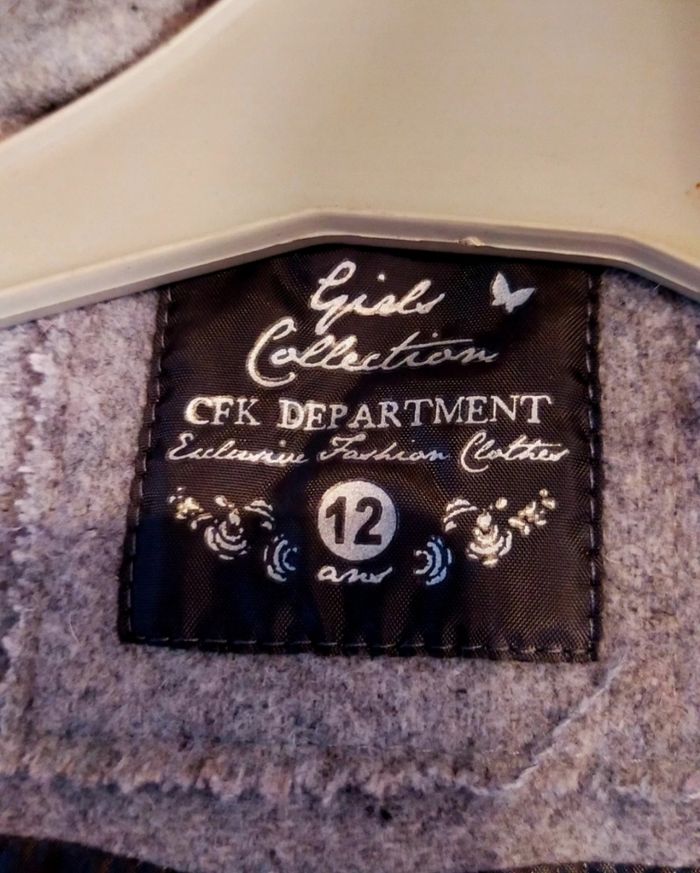 Girls
Collection
CFK DEPARTMENT
Exclusive Fashion Clothes
12
ans